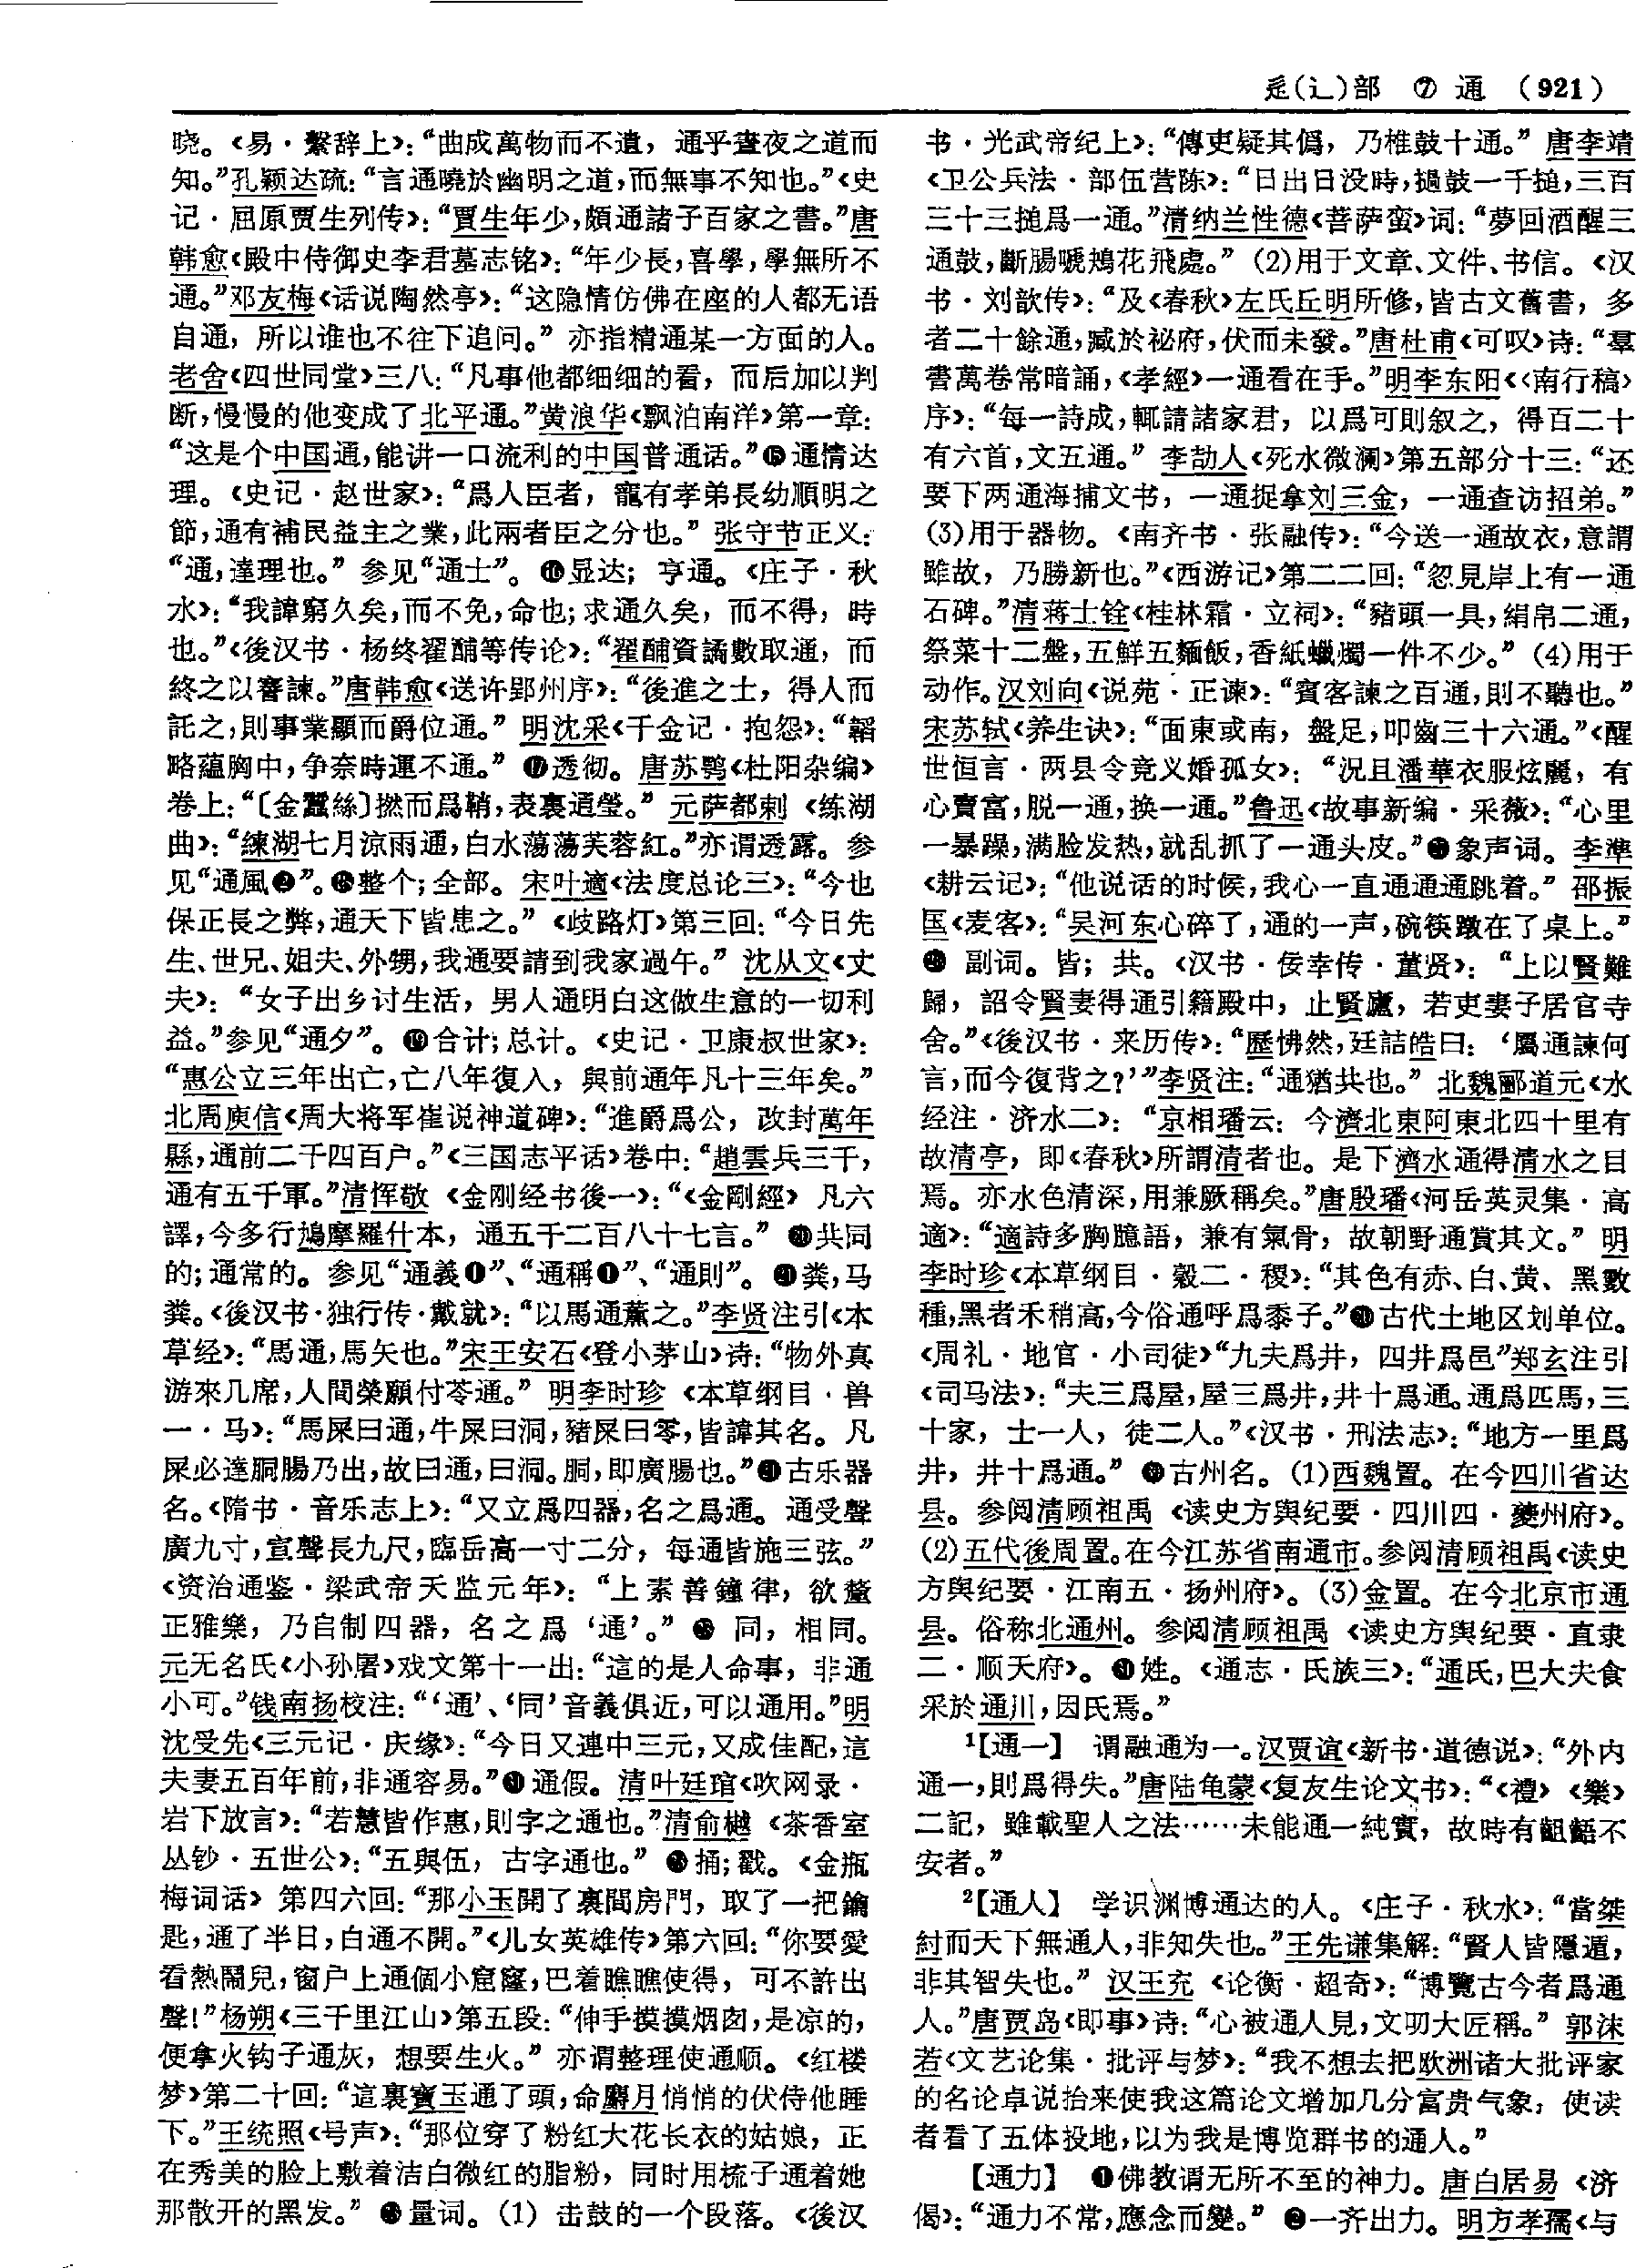 辵(辶)部 ⑦ 通 (921)
晓。《易·繫辞上》：“曲成萬物而不遺，通乎晝夜之道而
知。”孔颖达疏：“言通曉於幽明之道，而無事不知也。”《史
记·屈原贾生列传》：“賈生年少，頗通諸子百家之書。”唐
韩愈《殿中侍御史李君墓志铭》：“年少長，喜學，學無所不
通。”邓友梅《话说陶然亭》：“这隐情仿佛在座的人都无语
自通，所以谁也不往下追问。” 亦指精通某一方面的人。
老舍《四世同堂》三八：“凡事他都细细的看，而后加以判
断，慢慢的他变成了北平通。”黄浪华《飘泊南洋》第一章：
“这是个中国通，能讲一口流利的中国普通话。”⓯通情达
理。《史记·赵世家》：“爲人臣者，寵有孝弟長幼順明之
節，通有補民益主之業，此兩者臣之分也。” 张守节正义：
“通，達理也。” 参见“通士”。⓰显达；亨通。《庄子·秋
水》：“我諱窮久矣，而不免，命也；求通久矣，而不得，時
也。”《後汉书·杨终翟酺等传论》：“翟酺資譎數取通，而
終之以謇諫。”唐韩愈《送许郢州序》：“後進之士，得人而
託之，則事業顯而爵位通。” 明沈采《千金记·抱怨》：“韜
略蕴胸中，争奈時運不通。” ⓱透彻。唐苏鹗《杜阳杂编》
卷上：“〔金蠶絲〕撚而爲鞘，表裏通瑩。” 元萨都剌《练湖
曲》：“練湖七月涼雨通，白水蕩蕩芙蓉紅。”亦谓透露。参
见“通風❷”。⓲整个；全部。宋叶適《法度总论三》：“今也
保正長之弊，通天下皆患之。” 《歧路灯》第三回：“今日先
生、世兄、姐夫、外甥，我通要請到我家過午。” 沈从文《丈
夫》：“女子出乡讨生活，男人通明白这做生意的一切利
益。”参见“通夕”。⓳合计；总计。《史记·卫康叔世家》：
“惠公立三年出亡，亡八年復入，與前通年凡十三年矣。”
北周庾信《周大将军崔说神道碑》：“進爵爲公，改封萬年
縣，通前二千四百户。”《三国志平话》卷中：“趙雲兵三千，
通有五千軍。”清恽敬《金刚经书後一》：“《金剛經》凡六
譯，今多行鳩摩羅什本，通五千二百八十七言。” ⓴共同
的；通常的。参见“通義❶”、“通稱❶”、“通則”。㉑粪，马
粪。《後汉书·独行传·戴就》：“以馬通薰之。”李贤注引《本
草经》：“馬通，馬矢也。”宋王安石《登小茅山》诗：“物外真
游來几席，人間榮願付苓通。” 明李时珍《本草纲目·兽
一·马》：“馬屎曰通，牛屎曰洞，豬屎曰零，皆諱其名。凡
屎必達胴腸乃出，故曰通，曰洞。胴，即廣腸也。”㉒古乐器
名。《隋书·音乐志上》：“又立爲四器，名之爲通。通受聲
廣九寸，宣聲長九尺，臨岳高一寸二分，每通皆施三弦。”
《资治通鉴·梁武帝天监元年》：“上素善鐘律，欲釐
正雅樂，乃自制四器，名之爲‘通’。” ㉓ 同，相同。
元无名氏《小孙屠》戏文第十一出：“這的是人命事，非通
小可。”钱南扬校注：“‘通’、‘同’音義俱近，可以通用。”明
沈受先《三元记·庆缘》：“今日又連中三元，又成佳配，這
夫妻五百年前，非通容易。”㉔通假。清叶廷琯《吹网录·
岩下放言》：“若慧皆作惠，則字之通也。”清俞樾《茶香室
丛钞·五世公》：“五與伍，古字通也。” ㉕捅；戳。《金瓶
梅词话》第四六回：“那小玉開了裏間房門，取了一把鑰
匙，通了半日，白通不開。”《儿女英雄传》第六回：“你要愛
看熱鬧兒，窗户上通個小窟窿，巴着瞧瞧使得，可不許出
聲！”杨朔《三千里江山》第五段：“伸手摸摸烟囱，是凉的，
便拿火钩子通灰，想要生火。” 亦谓整理使通顺。《红楼
梦》第二十回：“這裏寶玉通了頭，命麝月悄悄的伏侍他睡
下。”王统照《号声》：“那位穿了粉红大花长衣的姑娘，正
在秀美的脸上敷着洁白微红的脂粉，同时用梳子通着她
那散开的黑发。” ㉖量词。(1) 击鼓的一个段落。《後汉
书·光武帝纪上》：“傳吏疑其僞，乃椎鼓十通。” 唐李靖
《卫公兵法·部伍营陈》：“日出日没時，撾鼓一千搥，三百
三十三搥爲一通。”清纳兰性德《菩萨蛮》词：“夢回酒醒三
通鼓，斷腸啼鴂花飛處。” (2)用于文章、文件、书信。《汉
书·刘歆传》：“及《春秋》左氏丘明所修，皆古文舊書，多
者二十餘通，臧於祕府，伏而未發。”唐杜甫《可叹》诗：“羣
書萬卷常暗誦，《孝經》一通看在手。”明李东阳《〈南行稿〉
序》：“每一詩成，輒請諸家君，以爲可則叙之，得百二十
有六首，文五通。” 李劼人《死水微澜》第五部分十三：“还
要下两通海捕文书，一通捉拿刘三金，一通查访招弟。”
(3)用于器物。《南齐书·张融传》：“今送一通故衣，意謂
雖故，乃勝新也。”《西游记》第二二回：“忽見岸上有一通
石碑。”清蒋士铨《桂林霜·立祠》：“豬頭一具，絹帛二通，
祭菜十二盤，五鮮五麵飯，香紙蠟燭一件不少。” (4)用于
动作。汉刘向《说苑·正谏》：“賓客諫之百通，則不聽也。”
宋苏轼《养生诀》：“面東或南，盤足，叩齒三十六通。”《醒
世恒言·两县令竞义婚孤女》：“況且潘華衣服炫麗，有
心賣富，脱一通，换一通。”鲁迅《故事新编·采薇》：“心里
一暴躁，满脸发热，就乱抓了一通头皮。”㉗象声词。李準
《耕云记》：“他说话的时候，我心一直通通通跳着。” 邵振
国《麦客》：“吴河东心碎了，通的一声，碗筷蹾在了桌上。”
㉘ 副词。皆；共。《汉书·佞幸传·董贤》：“上以賢難
歸，詔令賢妻得通引籍殿中，止賢廬，若吏妻子居官寺
舍。”《後汉书·来历传》：“歷怫然，廷詰皓曰：‘屬通諫何
言，而今復背之？’”李贤注：“通猶共也。” 北魏郦道元《水
经注·济水二》：“京相璠云：今濟北東阿東北四十里有
故清亭，即《春秋》所謂清者也。是下濟水通得清水之目
焉。亦水色清深，用兼厥稱矣。”唐殷璠《河岳英灵集·高
適》：“適詩多胸臆語，兼有氣骨，故朝野通賞其文。” 明
李时珍《本草纲目·穀二·稷》：“其色有赤、白、黄、黑數
種，黑者禾稍高，今俗通呼爲黍子。”㉙古代土地区划单位。
《周礼·地官·小司徒》“九夫爲井，四井爲邑”郑玄注引
《司马法》：“夫三爲屋，屋三爲井，井十爲通。通爲匹馬，三
十家，士一人，徒二人。”《汉书·刑法志》：“地方一里爲
井，井十爲通。” ㉚古州名。(1)西魏置。在今四川省达
县。参阅清顾祖禹《读史方舆纪要·四川四·夔州府》。
(2)五代後周置。在今江苏省南通市。参阅清顾祖禹《读史
方舆纪要·江南五·扬州府》。(3)金置。在今北京市通
县。俗称北通州。参阅清顾祖禹《读史方舆纪要·直隶
二·顺天府》。㉛姓。《通志·氏族三》：“通氏，巴大夫食
采於通川，因氏焉。”
¹【通一】 谓融通为一。汉贾谊《新书·道德说》：“外内
通一，則爲得失。”唐陆龟蒙《复友生论文书》：“《禮》《樂》
二記，雖載聖人之法……未能通一純實，故時有齟齬不
安者。”
²【通人】 学识渊博通达的人。《庄子·秋水》：“當桀
紂而天下無通人，非知失也。”王先谦集解：“賢人皆隱遁，
非其智失也。” 汉王充《论衡·超奇》：“博覽古今者爲通
人。”唐贾岛《即事》诗：“心被通人見，文叨大匠稱。” 郭沫
若《文艺论集·批评与梦》：“我不想去把欧洲诸大批评家
的名论卓说抬来使我这篇论文增加几分富贵气象，使读
者看了五体投地，以为我是博览群书的通人。”
【通力】 ❶佛教谓无所不至的神力。唐白居易《济
偈》：“通力不常，應念而變。” ❷一齐出力。明方孝孺《与